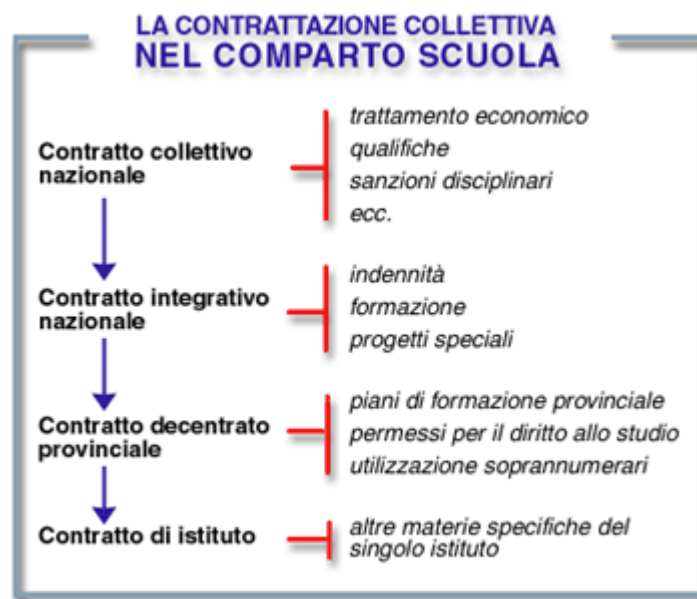 LA CONTRATTAZIONE COLLETTIVA
NEL COMPARTO SCUOLA
Contratto collettivo
nazionale
trattamento economico
qualifiche
sanzioni disciplinari
ecc.
Contratto integrativo
nazionale
indennità
formazione
progetti speciali
Contratto decentrato
provinciale
piani di formazione provinciale
permessi per il diritto allo studio
utilizzazione soprannumerari
Contratto di istituto
altre materie specifiche del
singolo istituto